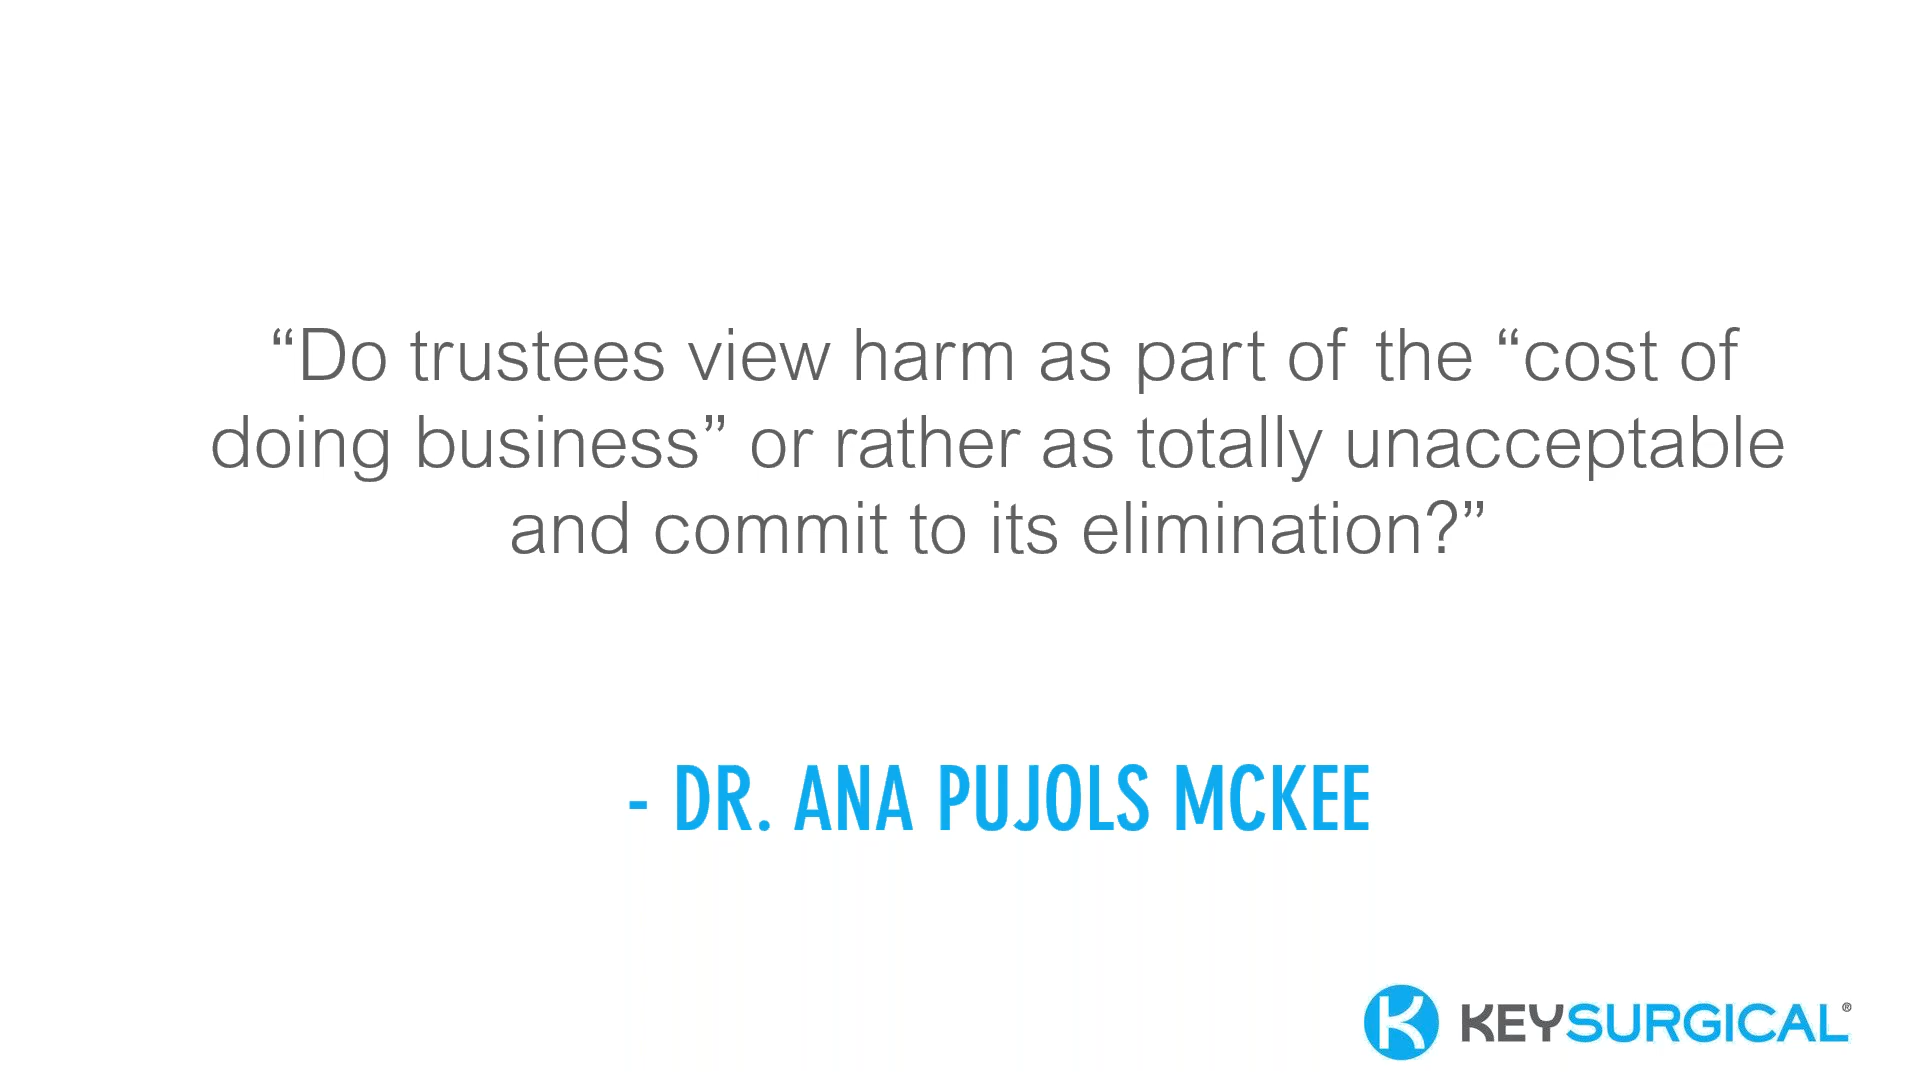 “Do trustees view harm as part of the “cost of
doing business” or rather as totally unacceptable
and commit to its elimination?”
- DR. ANA PUJOLS MCKEE
K KEYSURGICAL®